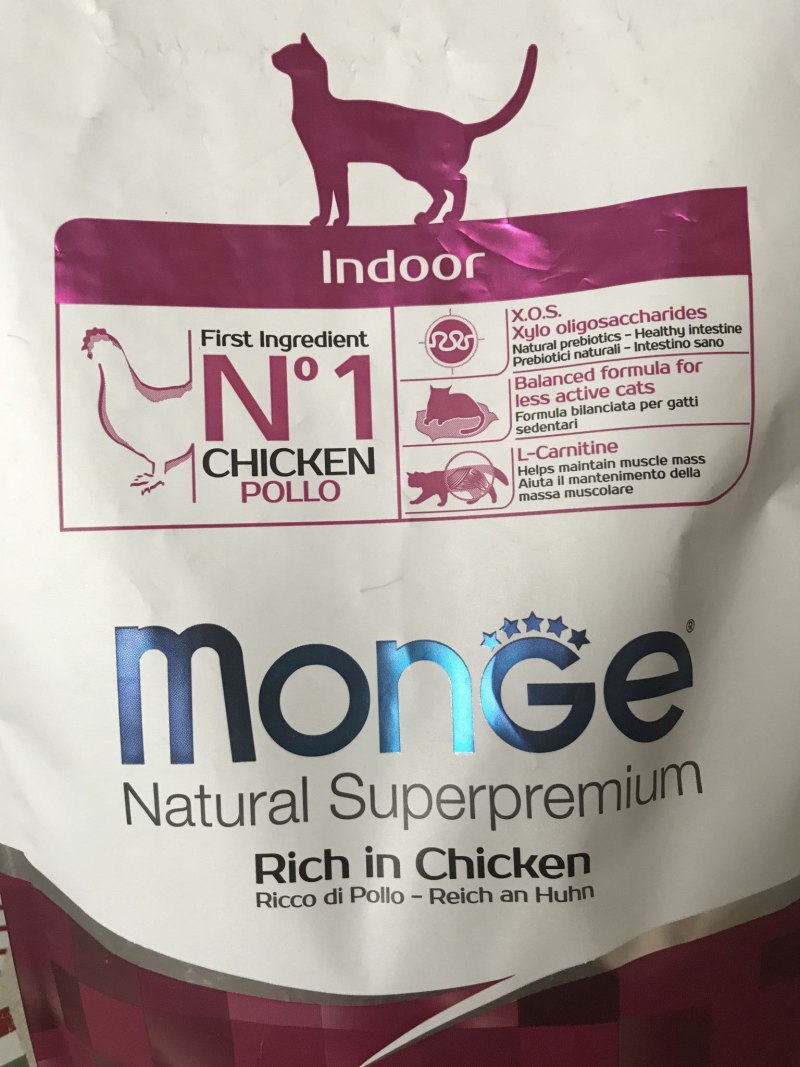 Indoor
First Ingredient
Nº1
CHICKEN
POLLO
X.O.S.
Xylo oligosaccharides
Natural prebiotics - Healthy intestine
Prebiotici naturali - Intestino sano
Balanced formula for
less active cats
Formula bilanciata per gatti
sedentari
L-Carnitine
Helps maintain muscle mass
Aiuta il mantenimento della
massa muscolare
monGe®
Natural Superpremium
Rich in Chicken
Ricco di Pollo - Reich an Huhn